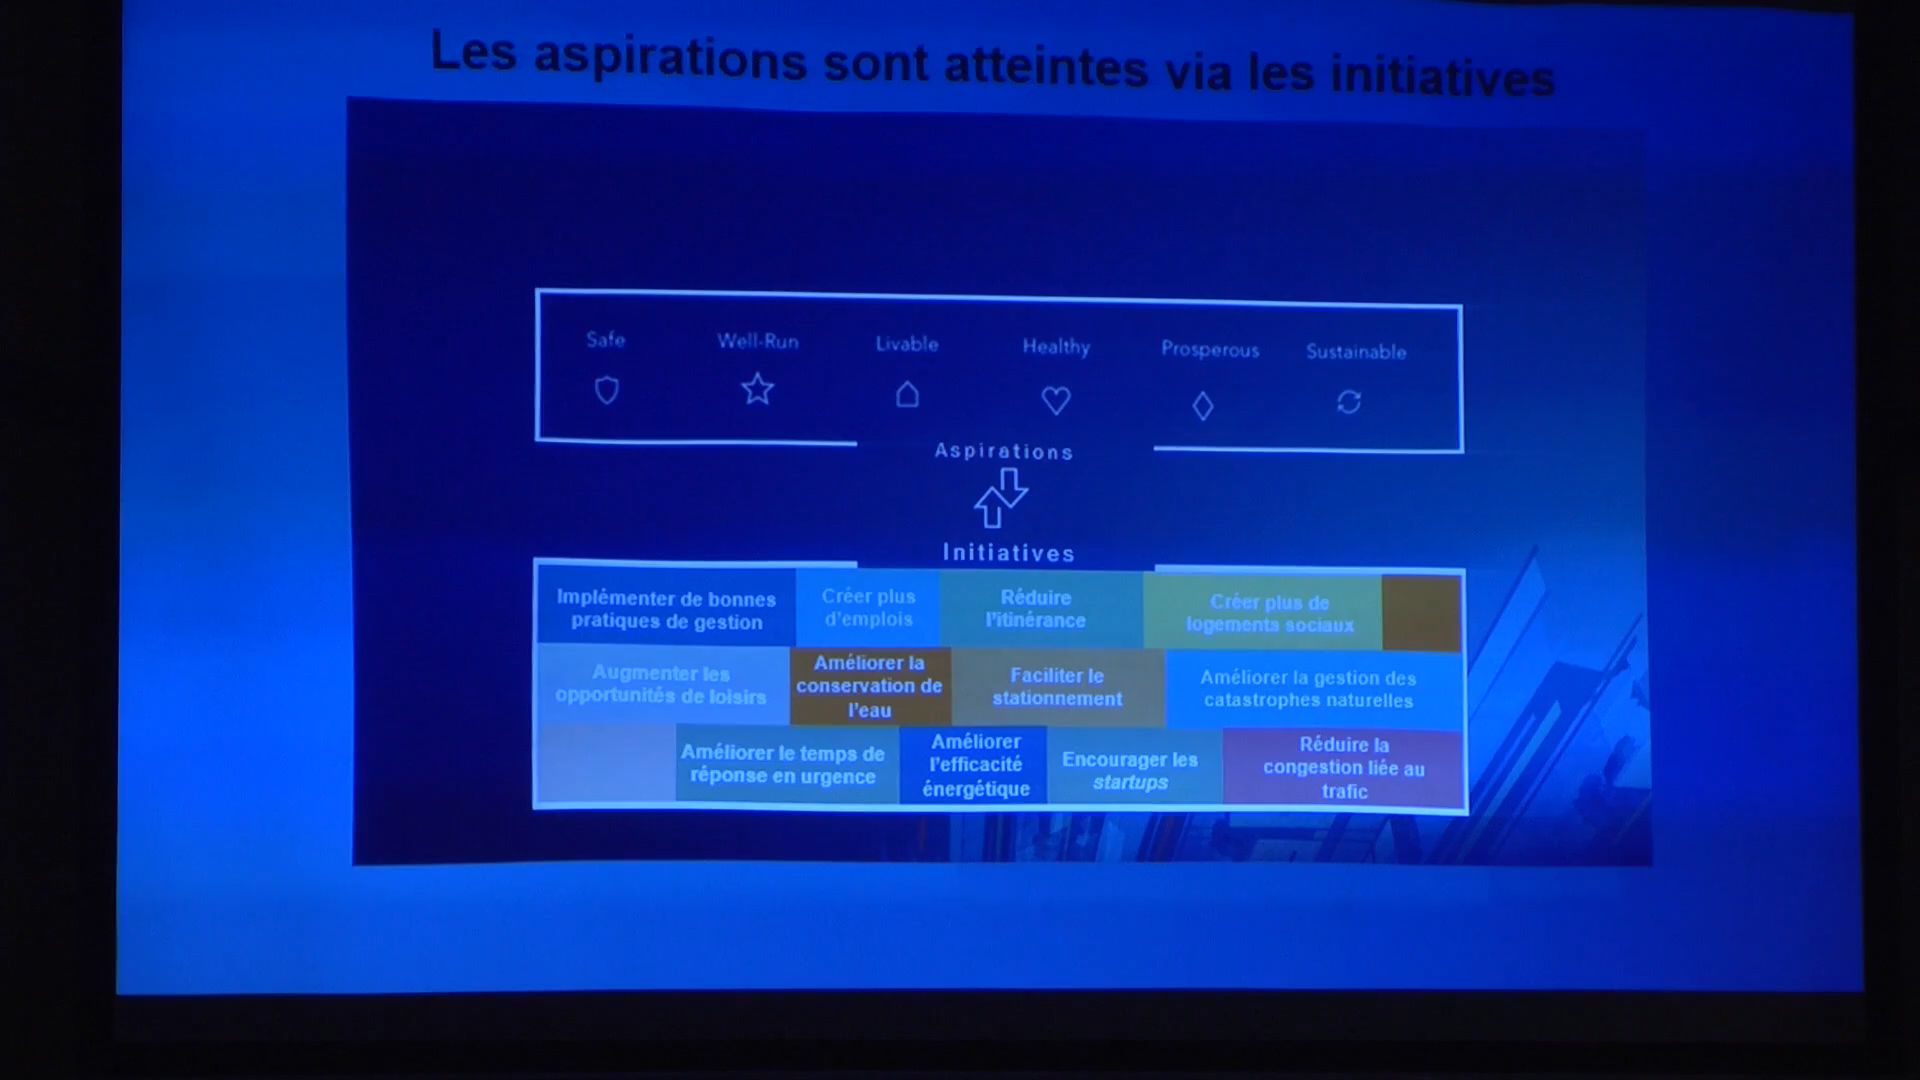 Les aspirations sont atteintes via les initiatives
Safe
Well-Run
Livable
Healthy
Prosperous
Sustainable
Aspirations
Initiatives
Implémenter de bonnes
pratiques de gestion
Créer plus
d'emplois
Réduire
l'itinérance
Créer plus de
logements sociaux
Augmenter les
opportunités de loisirs
Améliorer la
conservation de
l'eau
Faciliter le
stationnement
Améliorer la gestion des
catastrophes naturelles
Améliorer le temps de
réponse en urgence
Améliorer
l'efficacité
énergétique
Encourager les
startups
Réduire la
congestion liée au
trafic